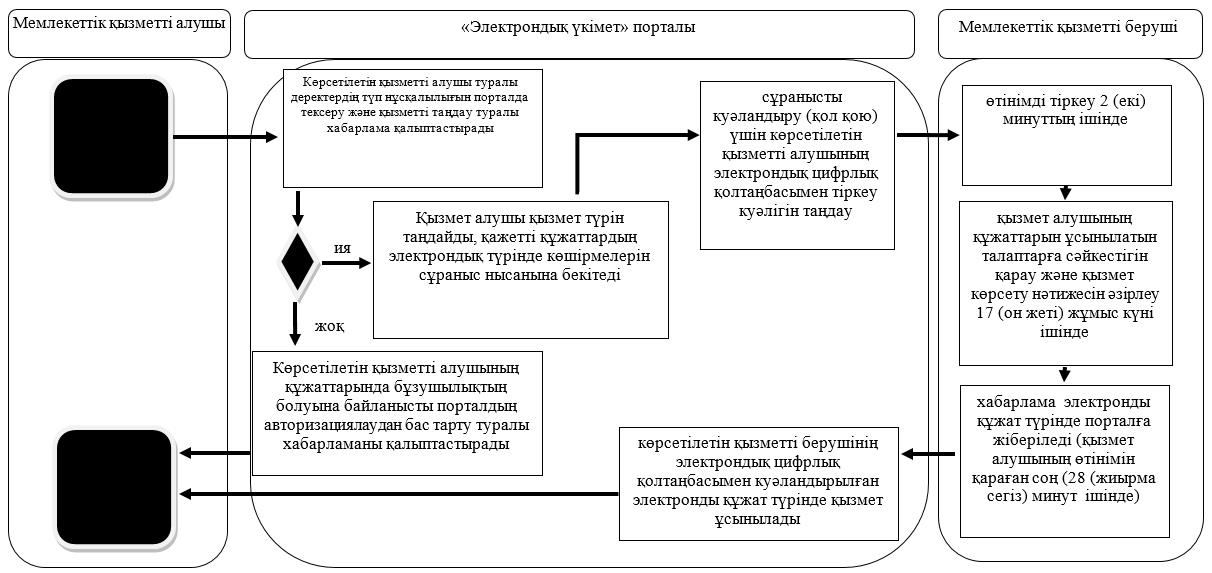 Мемлекеттік қызметті алушы
«Электрондық үкімет» порталы
Мемлекеттік қызметті беруші
Көрсетілетін қызметті алушы туралы
деректердің түп нұсқалылығын порталда
тексеру және қызметті таңдау туралы
хабарлама қалыптастырады
ия
Қызмет алушы қызмет түрін
таңдайды, қажетті құжаттардың
электрондық түрінде көшірмелерін
сұраныс нысанына бекітеді
жоқ
Көрсетілетін қызметті алушының
құжаттарында бұзушылықтың
болуына байланысты порталдың
авторизациялаудан бас тарту туралы
хабарламаны қалыптастырады
сұранысты
куәландыру (қол қою)
үшін көрсетілетін
қызметті алушының
электрондық цифрлық
қолтаңбасымен тіркеу
куәлігін таңдау
өтінімді тіркеу 2 (екі)
минуттың ішінде
қызмет алушының
құжаттарын ұсынылатын
талаптарға сәйкестігін
қарау және қызмет
көрсету нәтижесін әзірлеу
17 (он жеті) жұмыс күні
ішінде
хабарлама электронды
құжат түрінде порталға
жіберіледі (қызмет
алушының өтінімін
қараған соң (28 (жиырма
сегіз) минут ішінде)
көрсетілетін қызметті берушінің
электрондық цифрлық
қолтаңбасымен куәландырылған
электронды құжат түрінде қызмет
ұсынылады